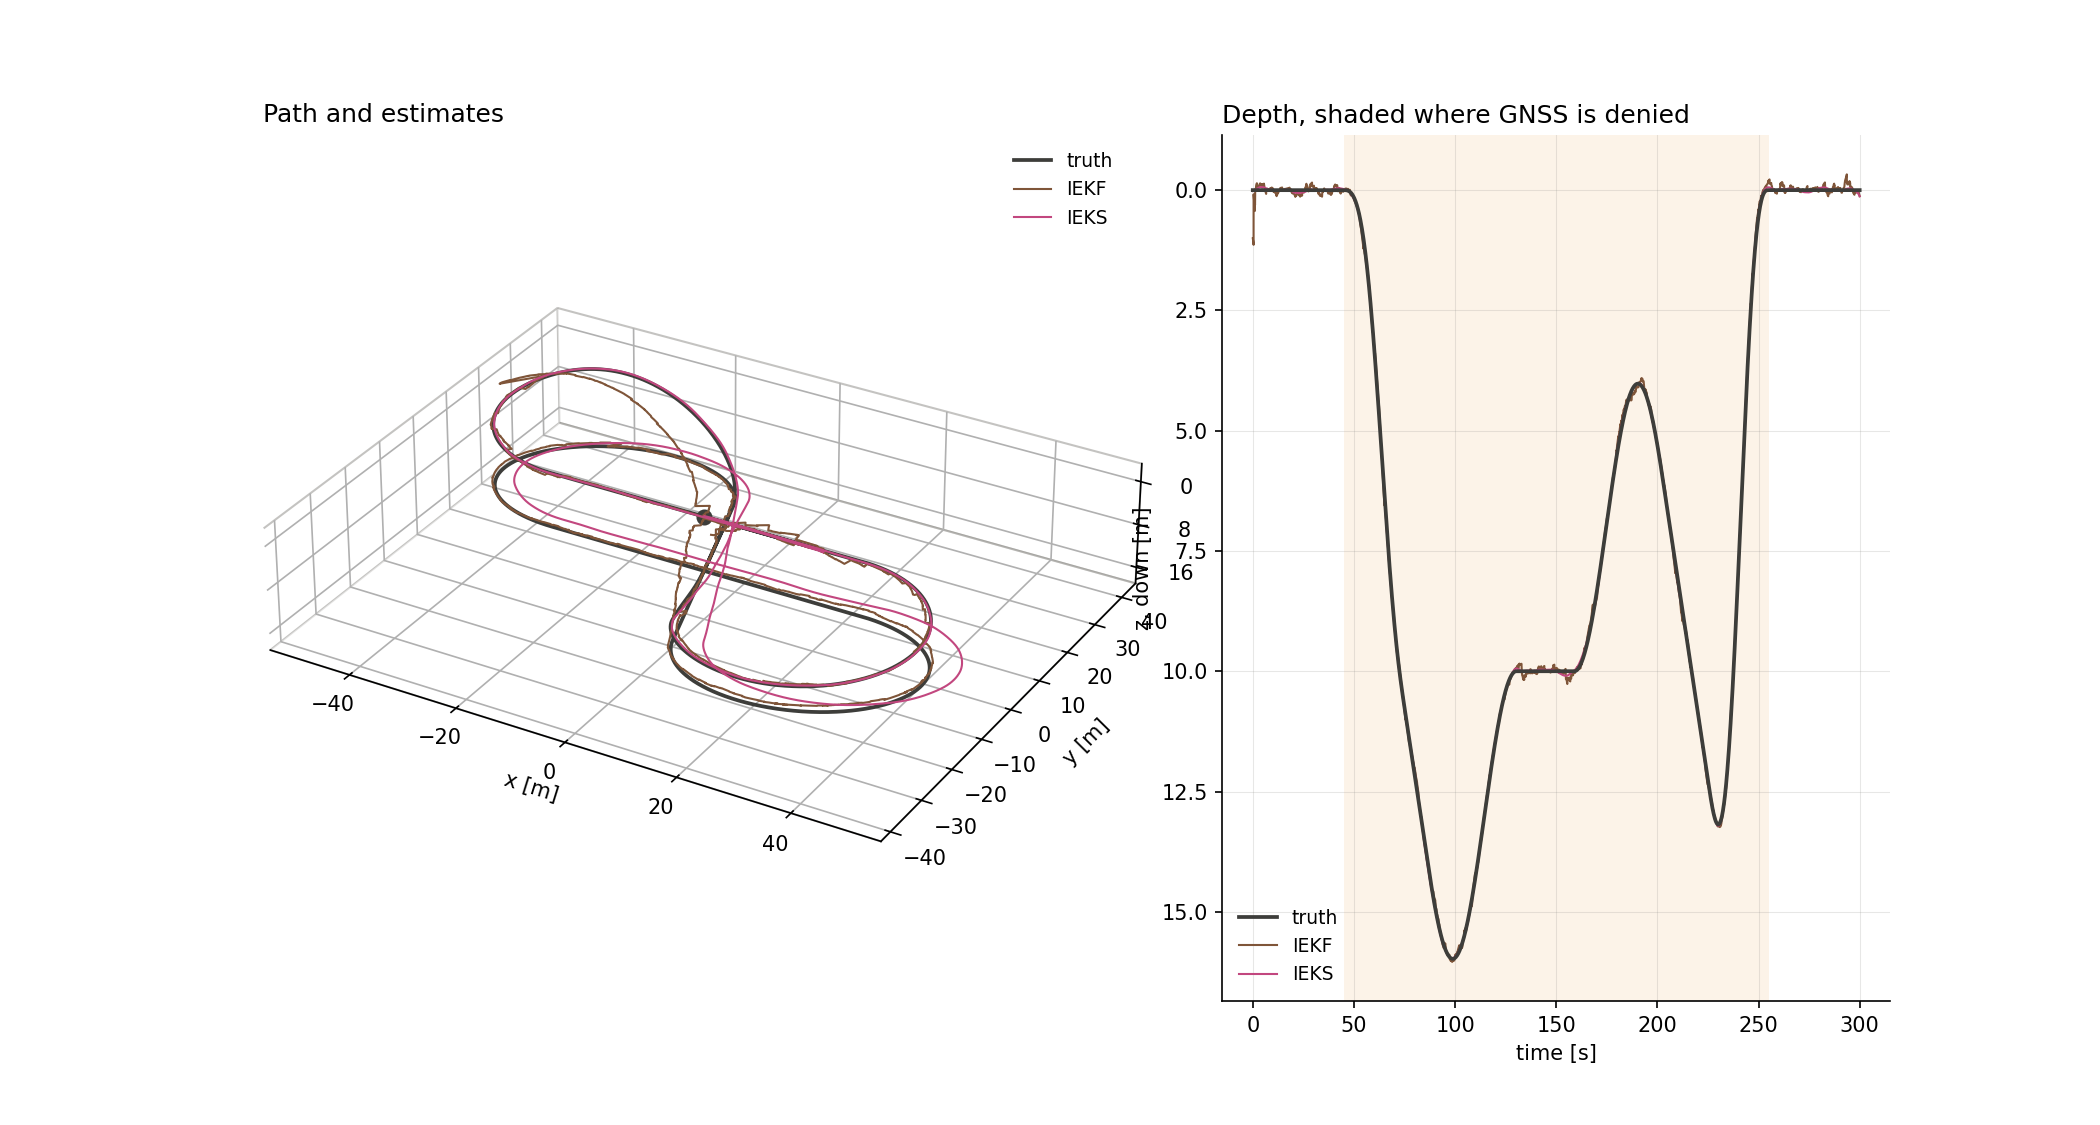 Path and estimates
truth
IEKF
IEKS
0
8
16
z, down [m]
40
30
20
10
0
−10
−20
−30
−40
y [m]
−40
−20
0
20
40
x [m]
Depth, shaded where GNSS is denied
0.0
2.5
5.0
7.5
10.0
12.5
15.0
truth
IEKF
IEKS
0 50 100 150 200 250 300
time [s]